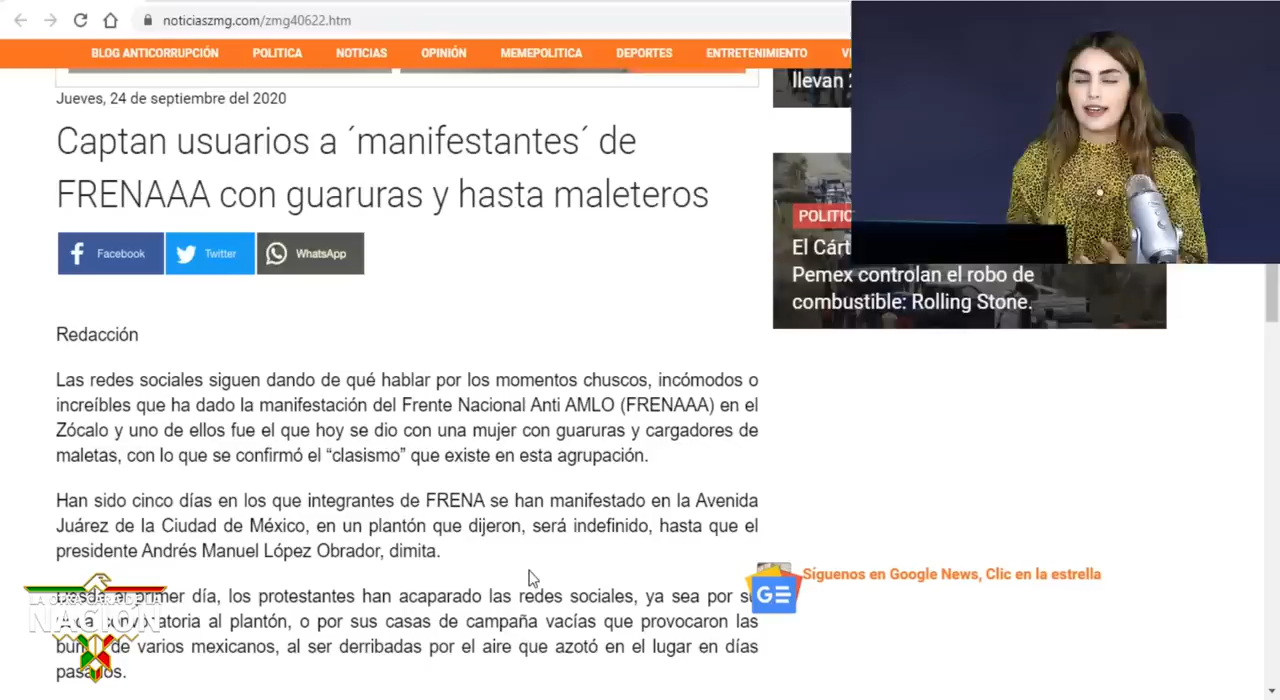 noticiaszmg.com/zmg40622.htm
BLOG ANTICORRUPCIÓN POLITICA NOTICIAS OPINIÓN MEMEPOLITICA DEPORTES ENTRETENIMIENTO
llevan
Jueves, 24 de septiembre del 2020
Captan usuarios a ´manifestantes´ de
FRENAAA con guaruras y hasta maleteros
Facebook Twitter WhatsApp
POLITIC
El Cárt
Pemex controlan el robo de
combustible: Rolling Stone.
Redacción
Las redes sociales siguen dando de qué hablar por los momentos chuscos, incómodos o
increíbles que ha dado la manifestación del Frente Nacional Anti AMLO (FRENAAA) en el
Zócalo y uno de ellos fue el que hoy se dio con una mujer con guaruras y cargadores de
maletas, con lo que se confirmó el “clasismo” que existe en esta agrupación.
Han sido cinco días en los que integrantes de FRENA se han manifestado en la Avenida
Juárez de la Ciudad de México, en un plantón que dijeron, será indefinido, hasta que el
presidente Andrés Manuel López Obrador, dimita.
Síguenos en Google News, Clic en la estrella
GE
primer día, los protestantes han acaparado las redes sociales, ya sea por su
al plantón, o por sus casas de campaña vacías que provocaron las
de varios mexicanos, al ser derribadas por el aire que azotó en el lugar en días
NACIÓN